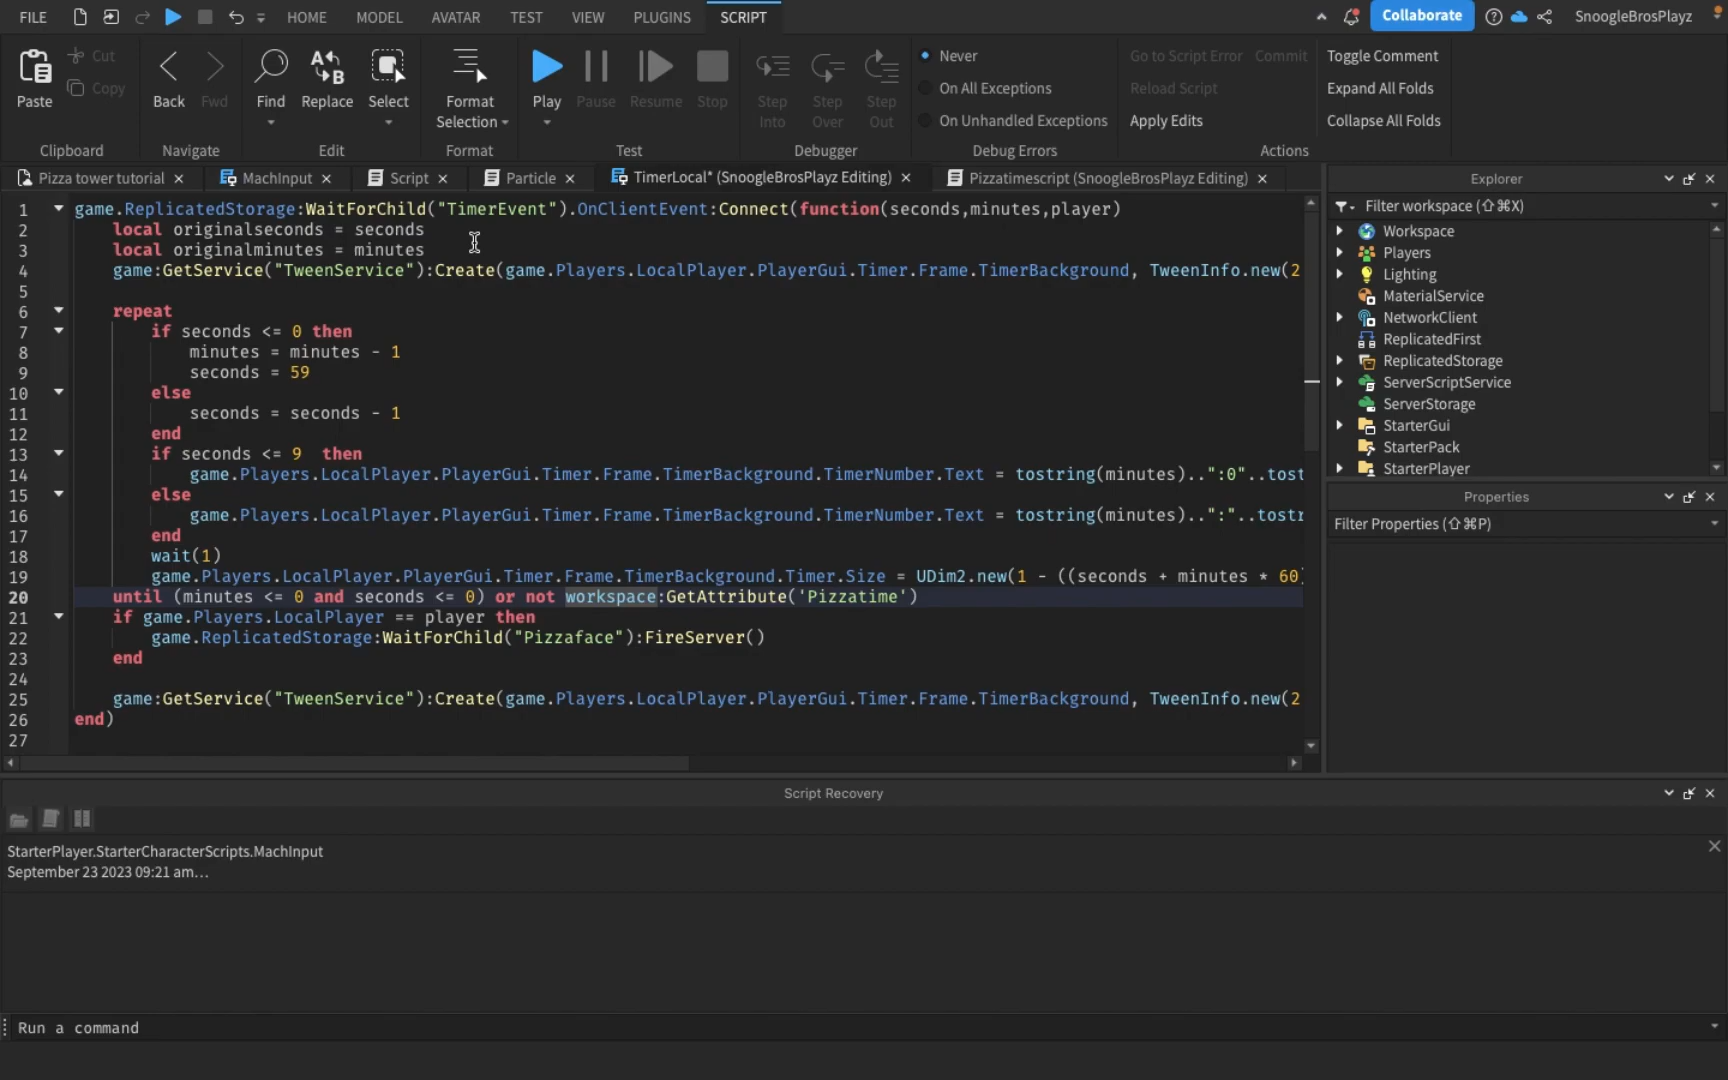 FILE HOME MODEL AVATAR TEST VIEW PLUGINS SCRIPT Collaborate SnoogleBrosPlayz
Paste Cut Copy Back Fwd Find Replace Select Format Selection Play Pause Resume Stop Step Into Step Over Step Out
Never Go to Script Error Commit Toggle Comment
On All Exceptions Reload Script Expand All Folds
On Unhandled Exceptions Apply Edits Collapse All Folds
Clipboard Navigate Edit Format Test Debugger Debug Errors Actions
Pizza tower tutorial MachInput Script Particle TimerLocal* (SnoogleBrosPlayz Editing) Pizzatimescript (SnoogleBrosPlayz Editing)
1 game.ReplicatedStorage:WaitForChild("TimerEvent").OnClientEvent:Connect(function(seconds,minutes,player)
2 local originalseconds = seconds
3 local originalminutes = minutes
4 game:GetService("TweenService"):Create(game.Players.LocalPlayer.PlayerGui.Timer.Frame.TimerBackground, TweenInfo.new(2
5
6 repeat
7 if seconds <= 0 then
8 minutes = minutes - 1
9 seconds = 59
10 else
11 seconds = seconds - 1
12 end
13 if seconds <= 9 then
14 game.Players.LocalPlayer.PlayerGui.Timer.Frame.TimerBackground.TimerNumber.Text = tostring(minutes)..":0"..tost
15 else
16 game.Players.LocalPlayer.PlayerGui.Timer.Frame.TimerBackground.TimerNumber.Text = tostring(minutes)..":"..tostr
17 end
18 wait(1)
19 game.Players.LocalPlayer.PlayerGui.Timer.Frame.TimerBackground.Timer.Size = UDim2.new(1 - ((seconds + minutes * 60)
20 until (minutes <= 0 and seconds <= 0) or not workspace:GetAttribute('Pizzatime')
21 if game.Players.LocalPlayer == player then
22 game.ReplicatedStorage:WaitForChild("Pizzaface"):FireServer()
23 end
24
25 game:GetService("TweenService"):Create(game.Players.LocalPlayer.PlayerGui.Timer.Frame.TimerBackground, TweenInfo.new(2
26 end)
27
Explorer
Filter workspace (⇧⌘X)
Workspace
Players
Lighting
MaterialService
NetworkClient
ReplicatedFirst
ReplicatedStorage
ServerScriptService
ServerStorage
StarterGui
StarterPack
StarterPlayer
Properties
Filter Properties (⇧⌘P)
Script Recovery
StarterPlayer.StarterCharacterScripts.MachInput
September 23 2023 09:21 am...
Run a command